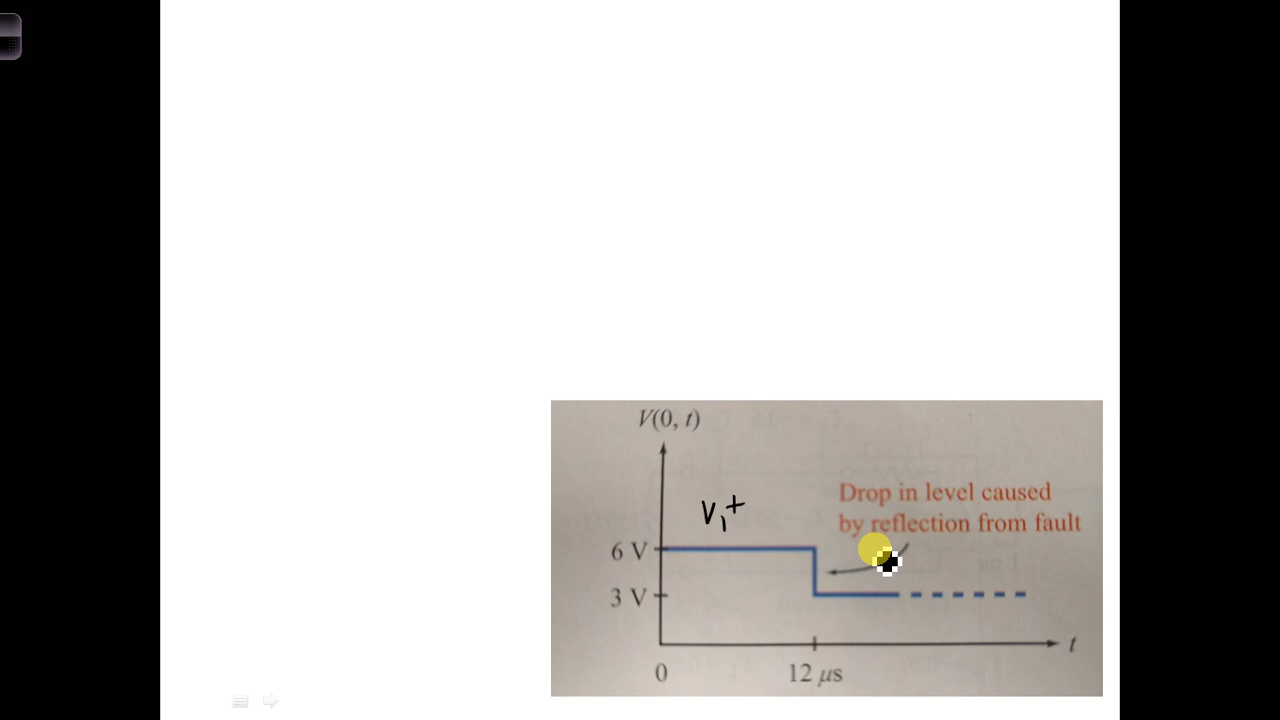 V(0, t)
Drop in level caused
V₁+
by reflection from fault
6 V
3 V
t
0
12 μs